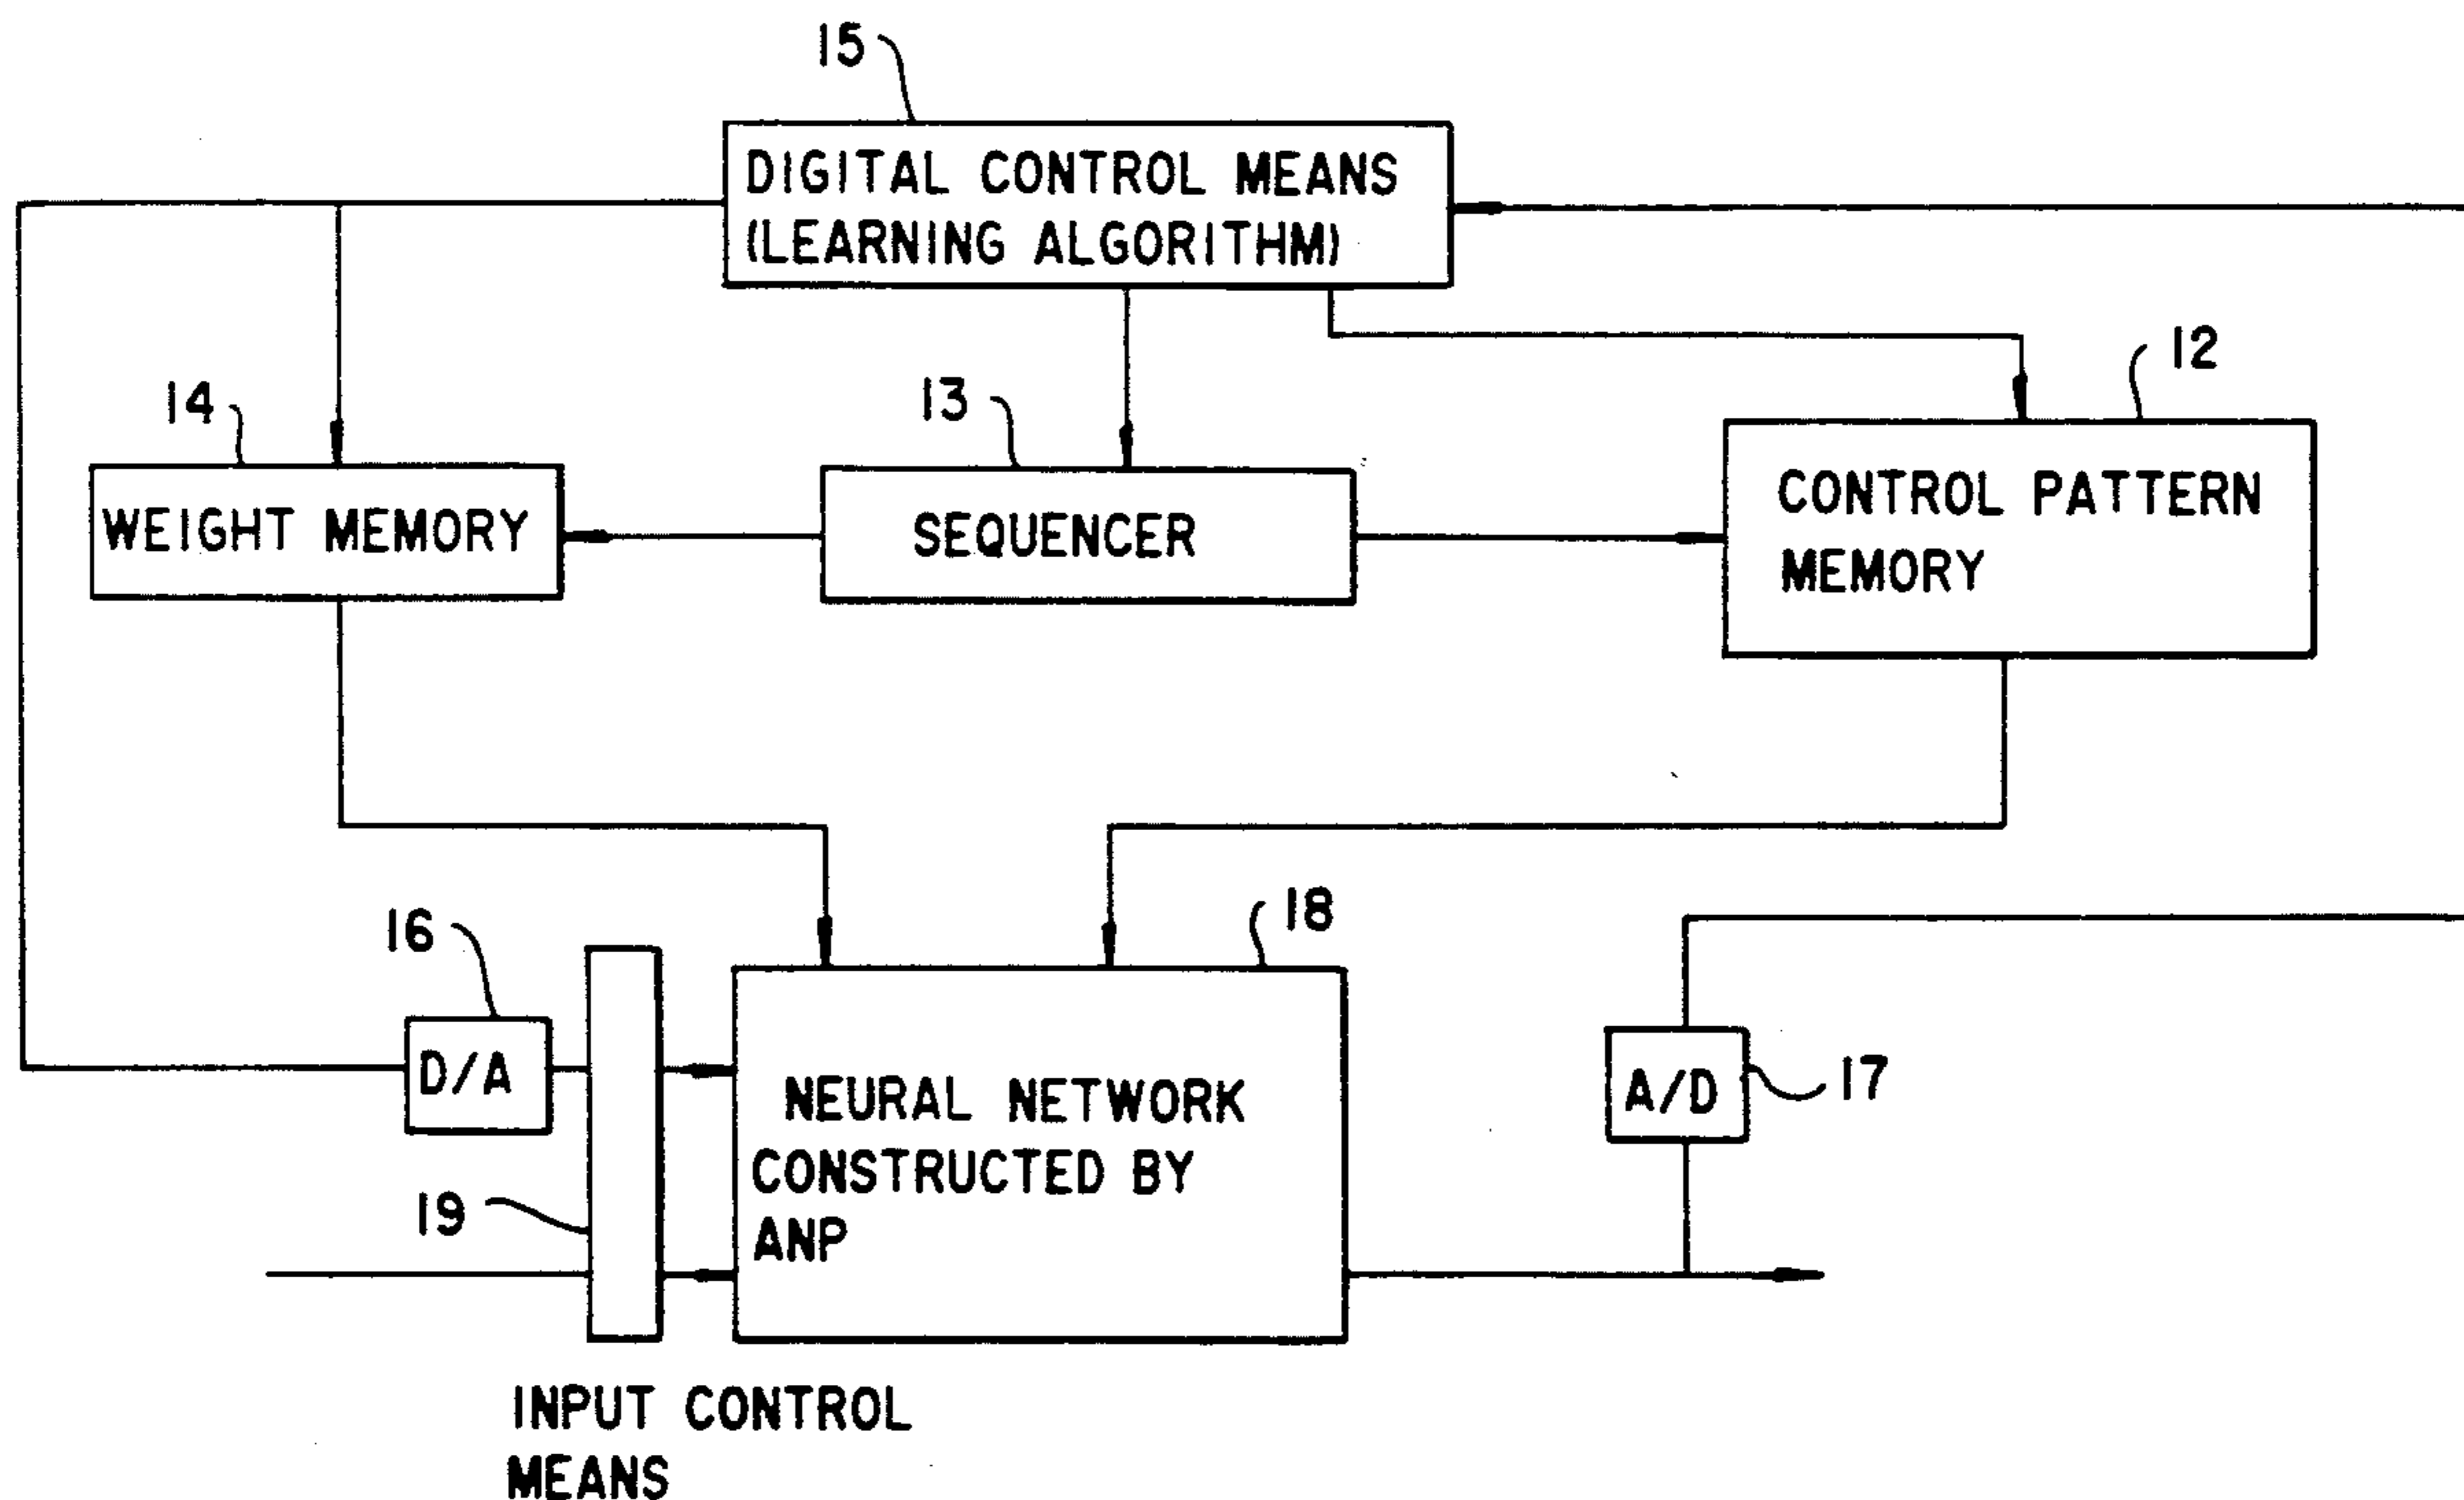 15
DIGITAL CONTROL MEANS
(LEARNING ALGORITHM)
12
14
13
WEIGHT MEMORY
SEQUENCER
CONTROL PATTERN
MEMORY
16
18
D/A
NEURAL NETWORK
CONSTRUCTED BY
ANP
A/D
17
19
INPUT CONTROL
MEANS